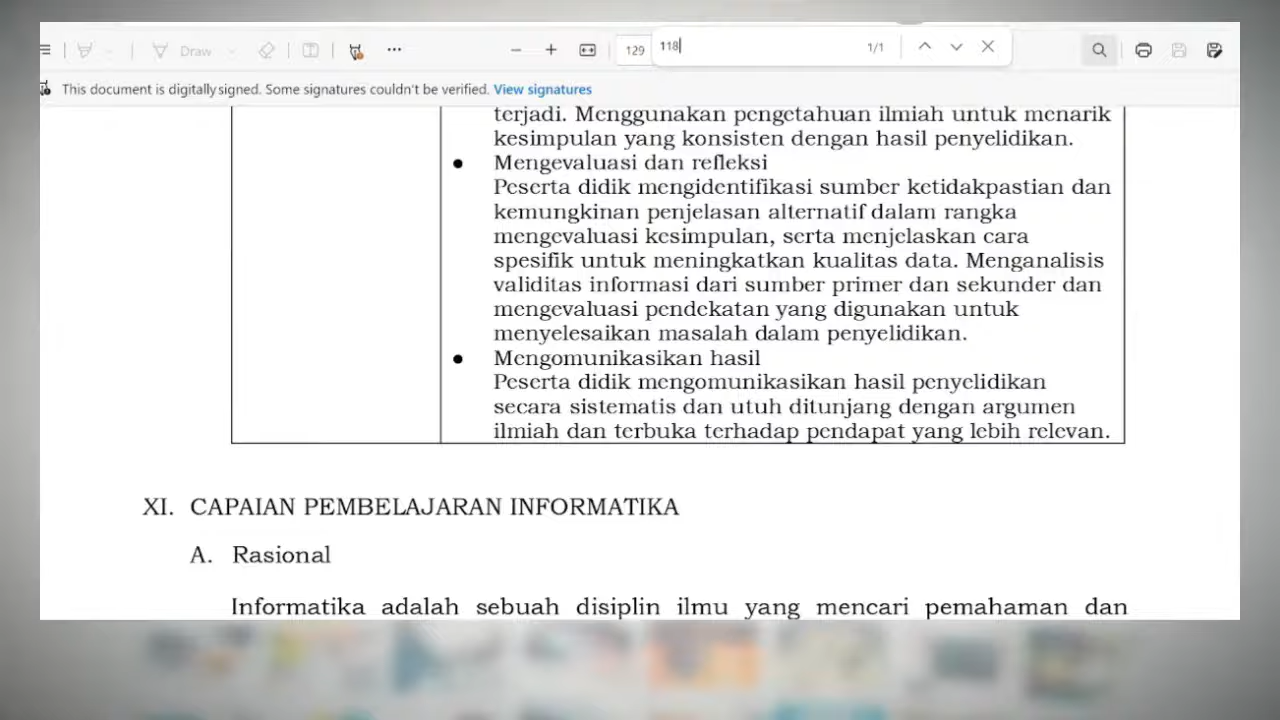 Draw
129
118
1/1
This document is digitally signed. Some signatures couldn't be verified. View signatures
terjadi. Menggunakan pengetahuan ilmiah untuk menarik
kesimpulan yang konsisten dengan hasil penyelidikan.
● Mengevaluasi dan refleksi
Peserta didik mengidentifikasi sumber ketidakpastian dan
kemungkinan penjelasan alternatif dalam rangka
mengevaluasi kesimpulan, serta menjelaskan cara
spesifik untuk meningkatkan kualitas data. Menganalisis
validitas informasi dari sumber primer dan sekunder dan
mengevaluasi pendekatan yang digunakan untuk
menyelesaikan masalah dalam penyelidikan.
● Mengomunikasikan hasil
Peserta didik mengomunikasikan hasil penyelidikan
secara sistematis dan utuh ditunjang dengan argumen
ilmiah dan terbuka terhadap pendapat yang lebih relevan.
XI. CAPAIAN PEMBELAJARAN INFORMATIKA
A. Rasional
Informatika adalah sebuah disiplin ilmu yang mencari pemahaman dan